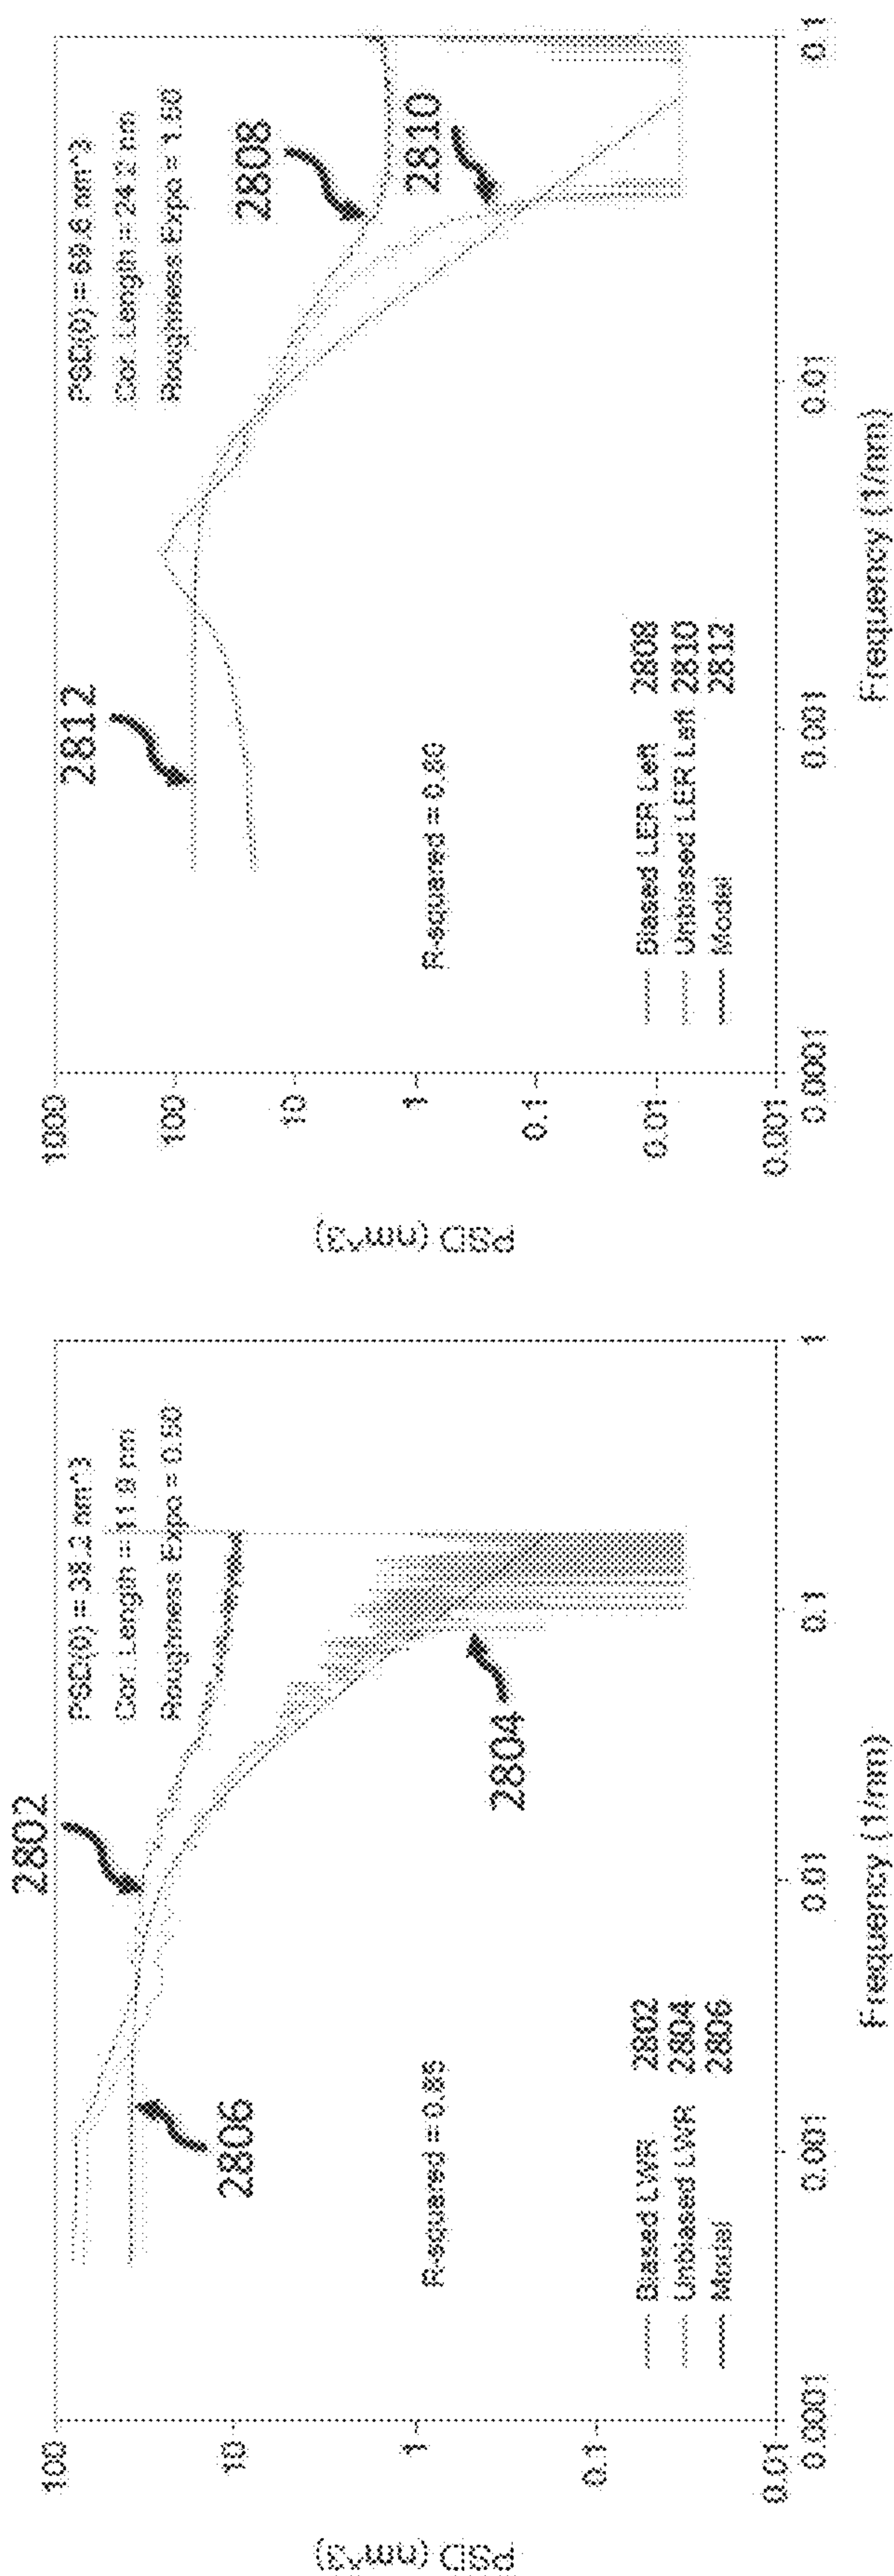 2802
PSD(0) = 38.2 nm^3
Cor. Length = 11.9 nm
Roughness Expo = 0.50
2806
2804
R-squared = 0.85
Biased LWR 2802
Unbiased LWR 2804
Model 2806
PSD (nm^3)
100
10
1
0.1
0.01
0.0001
0.001
0.01
0.1
1
Frequency (1/nm)
PSD(0) = 69.6 nm^3
Cor. Length = 24.2 nm
Roughness Expo = 1.58
2812
2808
2810
R-squared = 0.80
Biased LER Left 2808
Unbiased LER Left 2810
Model 2812
PSD (nm^3)
1000
100
10
1
0.1
0.01
0.001
0.0001
0.001
0.01
0.1
Frequency (1/nm)